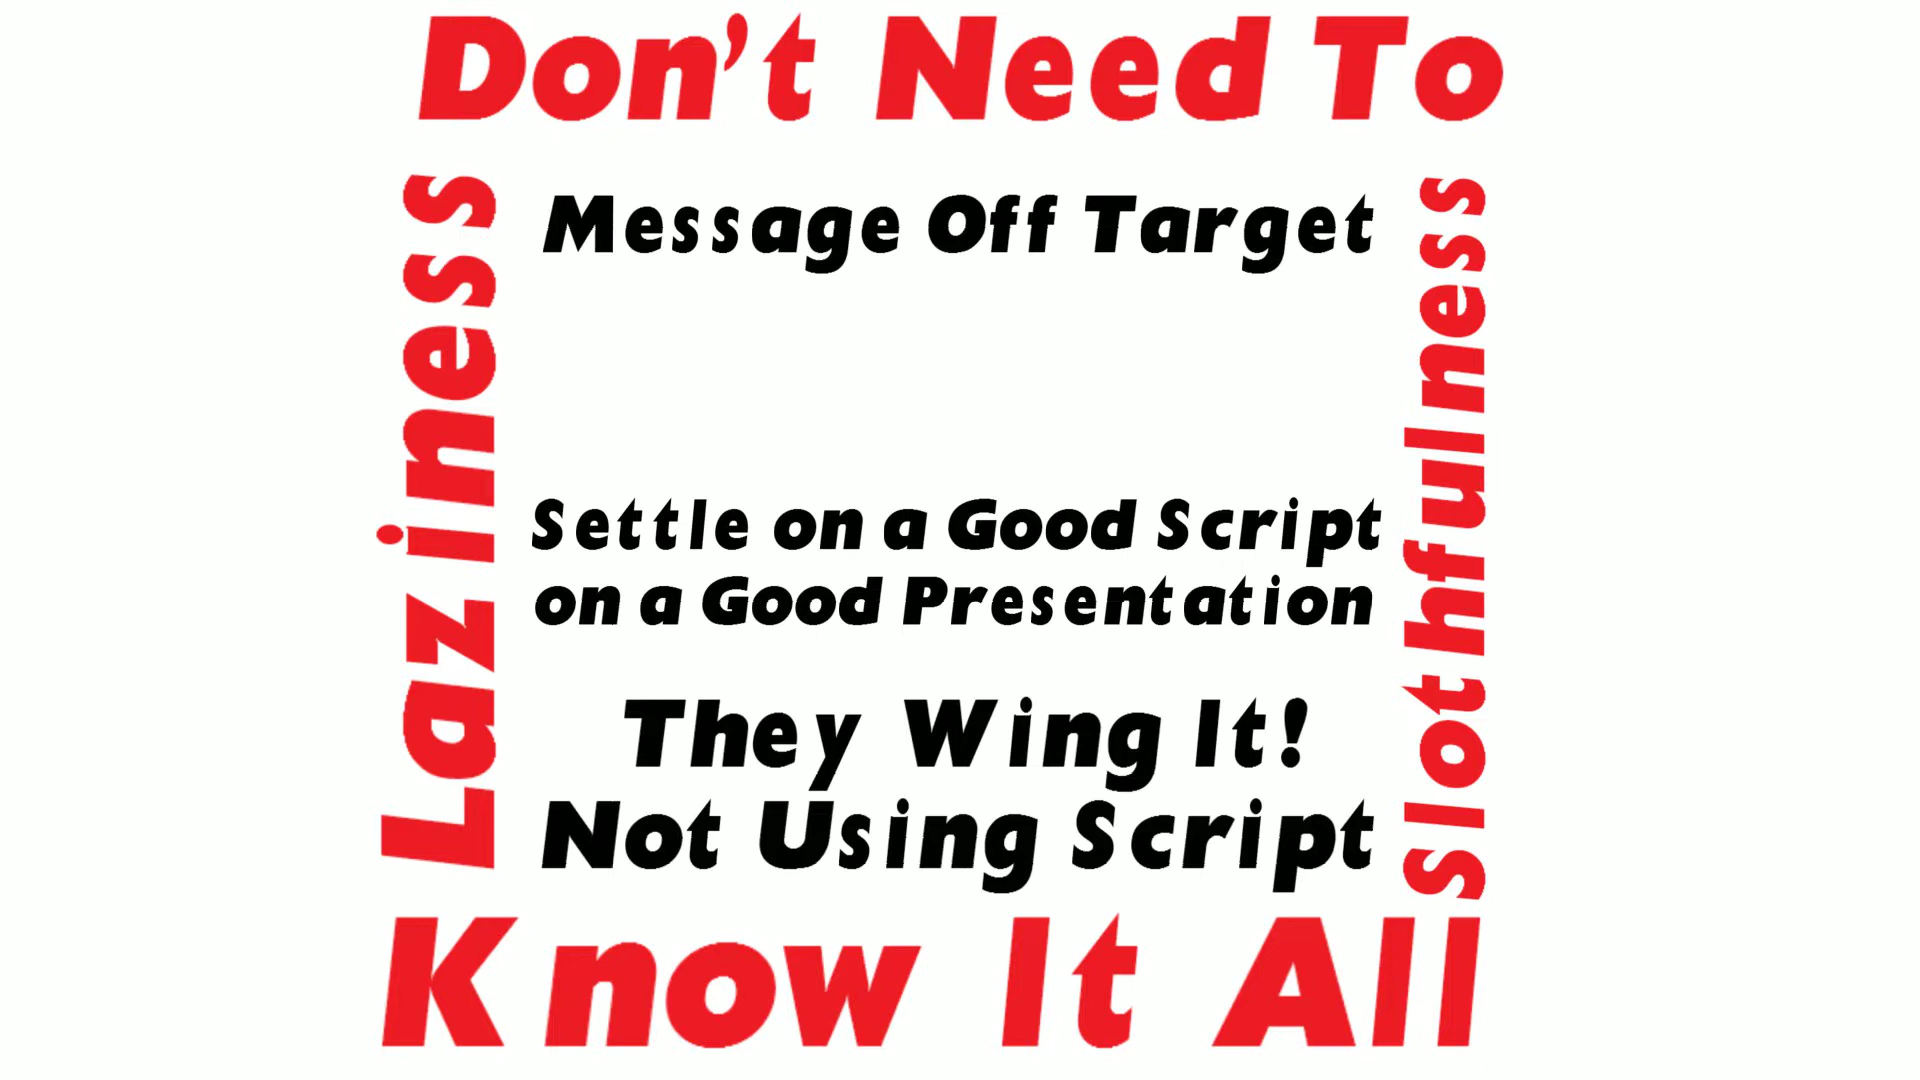 Don't Need To
Laziness
Message Off Target
Settle on a Good Script
on a Good Presentation
They Wing It!
Not Using Script
Slothfulness
Know It All